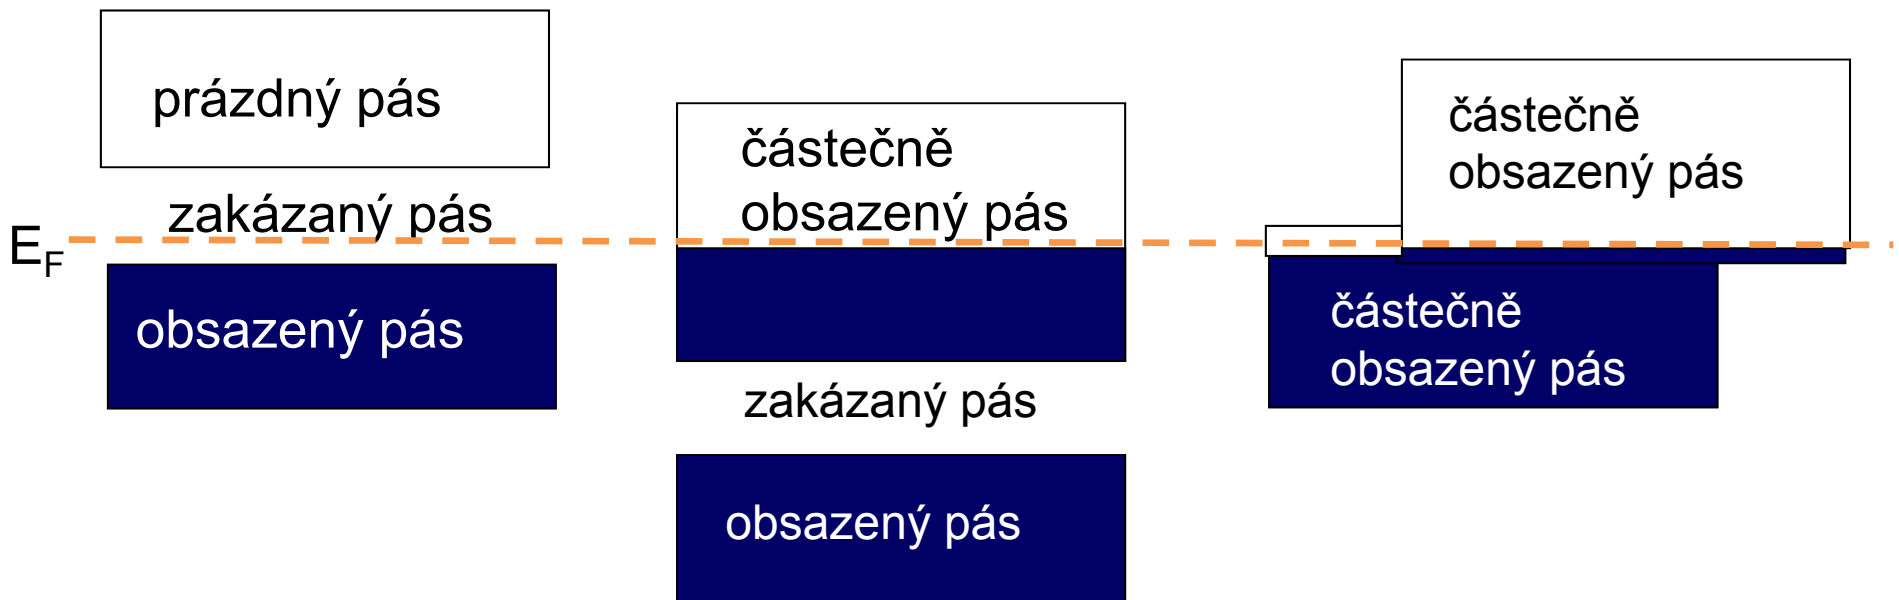 prázdný pás
zakázaný pás
E_F
obsazený pás
částečně
obsazený pás
zakázaný pás
obsazený pás
částečně
obsazený pás
částečně
obsazený pás